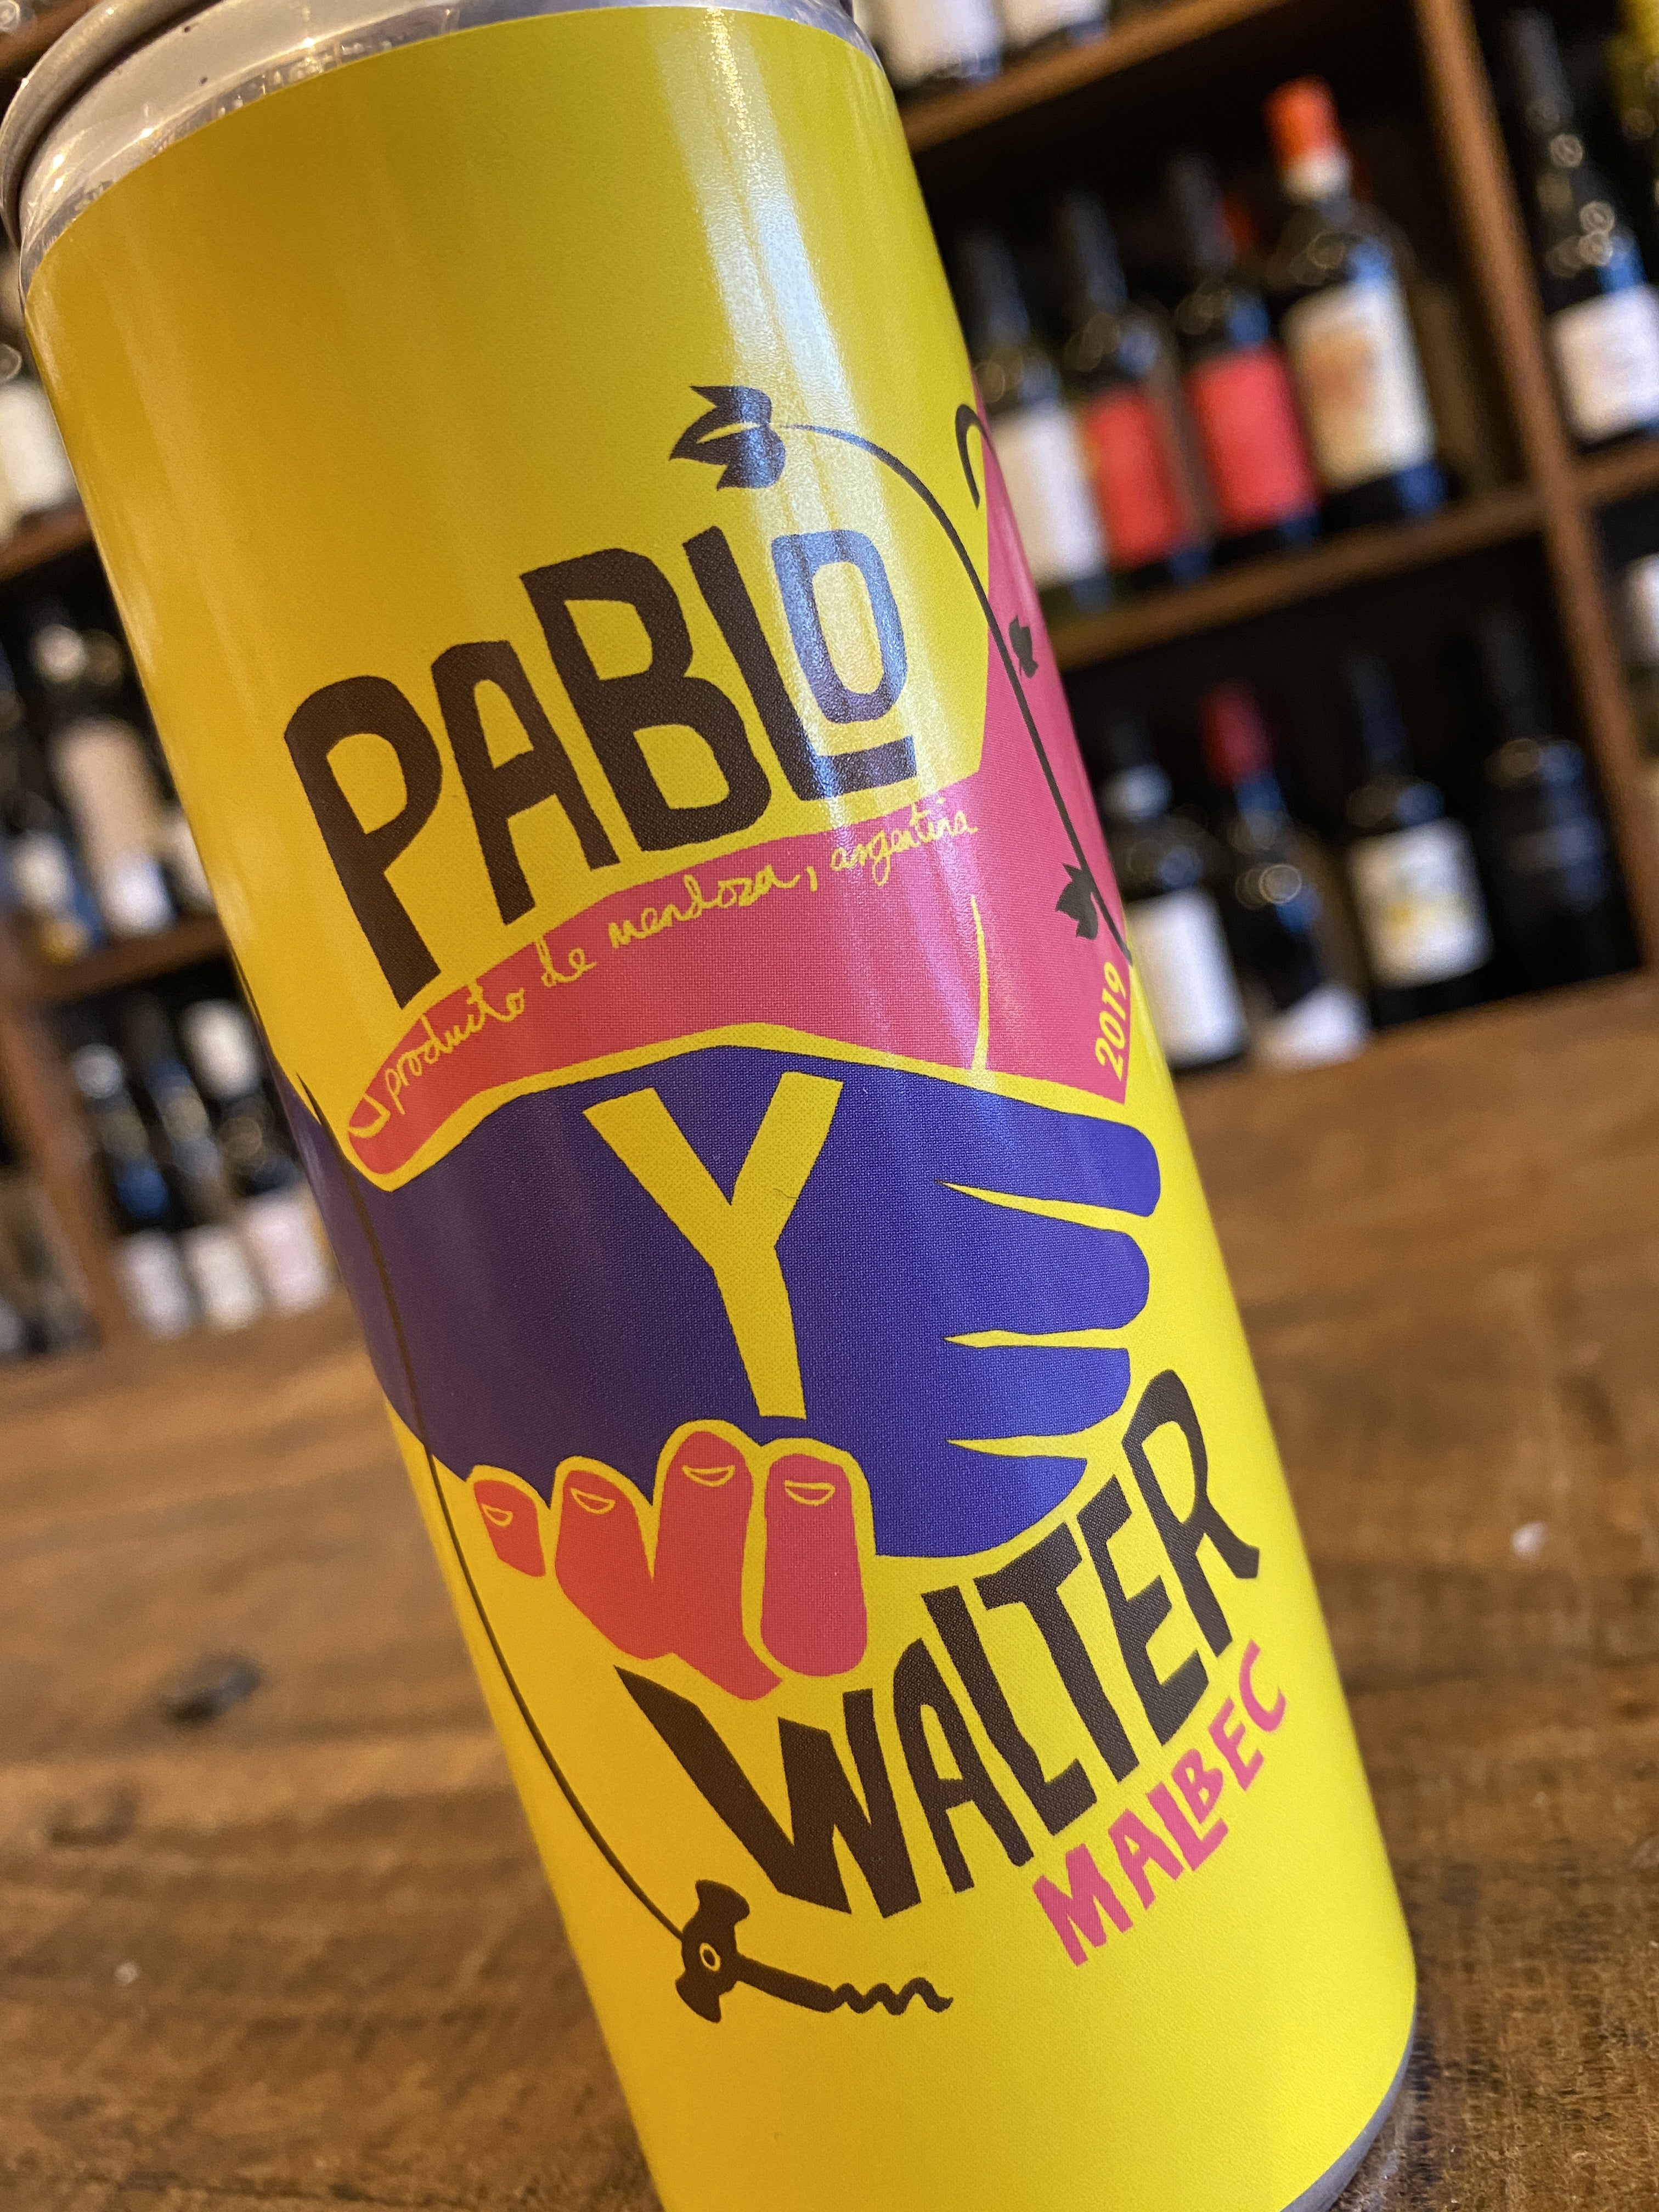 PABLO
producto de mendoza, argentina
2019
Y
WALTER
MALBEC